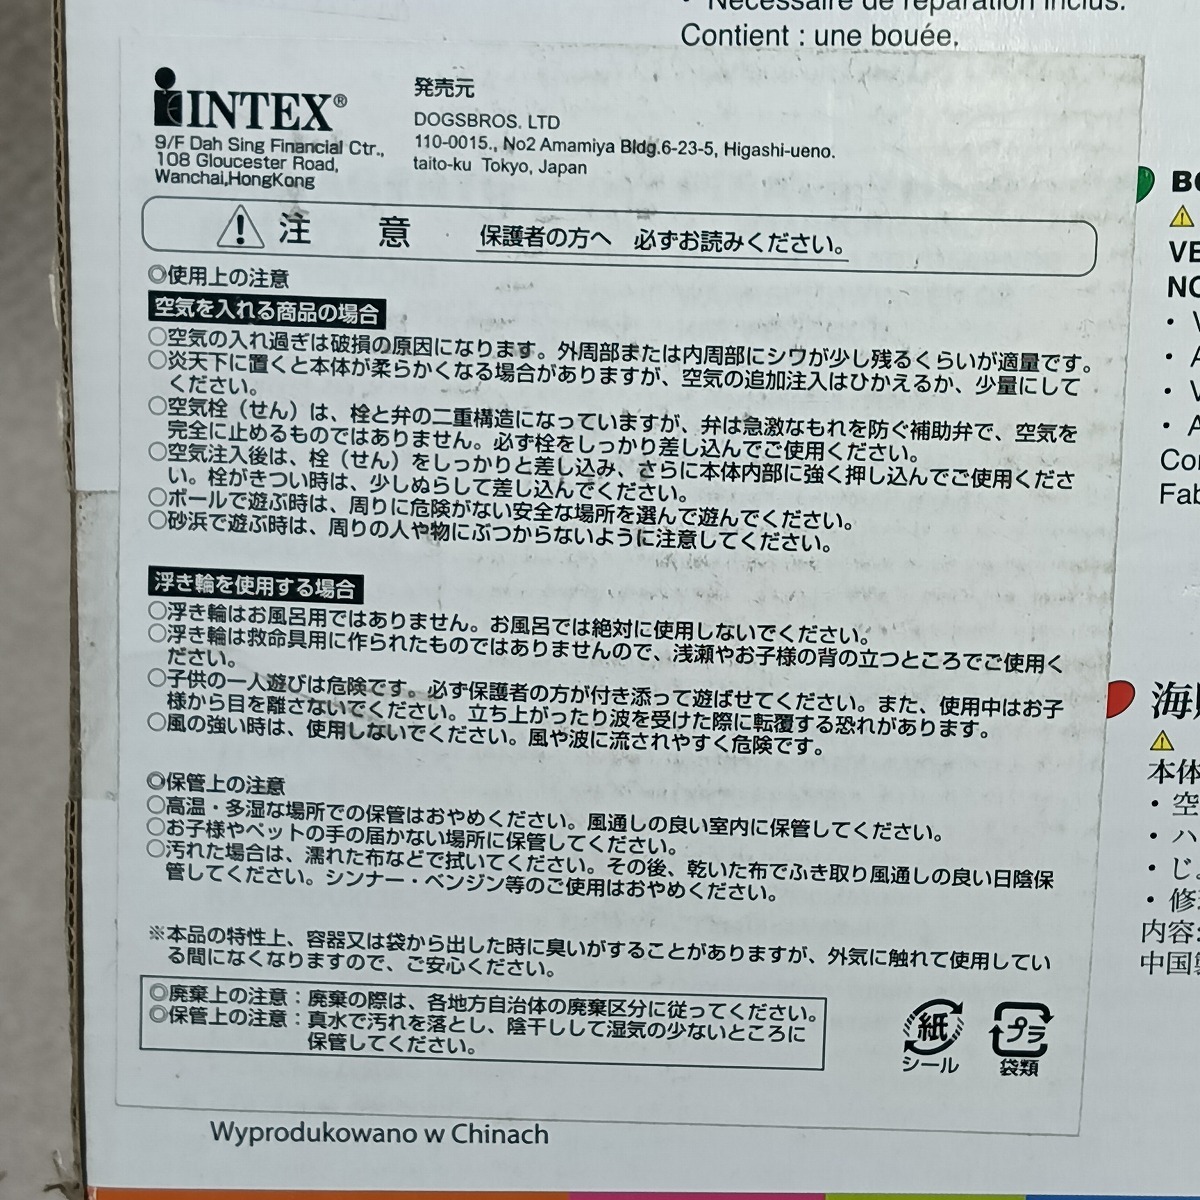 Nécessaire de réparation inclus.
Contient : une bouée.
INTEX®
9/F Dah Sing Financial Ctr.,
108 Gloucester Road,
Wanchai,HongKong
発売元
DOGSBROS. LTD
110-0015., No2 Amamiya Bldg.6-23-5, Higashi-ueno.
taito-ku Tokyo, Japan
注 意 保護者の方へ 必ずお読みください。
◎使用上の注意
空気を入れる商品の場合
○空気の入れ過ぎは破損の原因になります。外周部または内周部にシワが少し残るくらいが適量です。
○炎天下に置くと本体が柔らかくなる場合がありますが、空気の追加注入はひかえるか、少量にして
ください。
○空気栓（せん）は、栓と弁の二重構造になっていますが、弁は急激なもれを防ぐ補助弁で、空気を
完全に止めるものではありません。必ず栓をしっかり差し込んでご使用ください。
○空気注入後は、栓（せん）をしっかりと差し込み、さらに本体内部に強く押し込んでご使用くださ
い。栓がきつい時は、少しぬらして差し込んでください。
○ボールで遊ぶ時は、周りに危険がない安全な場所を選んで遊んでください。
○砂浜で遊ぶ時は、周りの人や物にぶつからないように注意してください。
浮き輪を使用する場合
○浮き輪はお風呂用ではありません。お風呂では絶対に使用しないでください。
○浮き輪は救命具用に作られたものではありませんので、浅瀬やお子様の背の立つところでご使用く
ださい。
○子供の一人遊びは危険です。必ず保護者の方が付き添って遊ばせてください。また、使用中はお子
様から目を離さないでください。立ち上がったり波を受けた際に転覆する恐れがあります。
○風の強い時は、使用しないでください。風や波に流されやすく危険です。
◎保管上の注意
○高温・多湿な場所での保管はおやめください。風通しの良い室内に保管してください。
○お子様やペットの手の届かない場所に保管してください。
○汚れた場合は、濡れた布などで拭いてください。その後、乾いた布でふき取り風通しの良い日陰保
管してください。シンナー・ベンジン等のご使用はおやめください。
※本品の特性上、容器又は袋から出した時に臭いがすることがありますが、外気に触れて使用してい
る間になくなりますので、ご安心ください。
◎廃棄上の注意：廃棄の際は、各地方自治体の廃棄区分に従ってください。
◎保管上の注意：真水で汚れを落とし、陰干しして湿気の少ないところに
保管してください。
紙
シール
プラ
袋類
Wyprodukowano w Chinach
VE
NO
本体
・空
・ハ
・じ
内容: